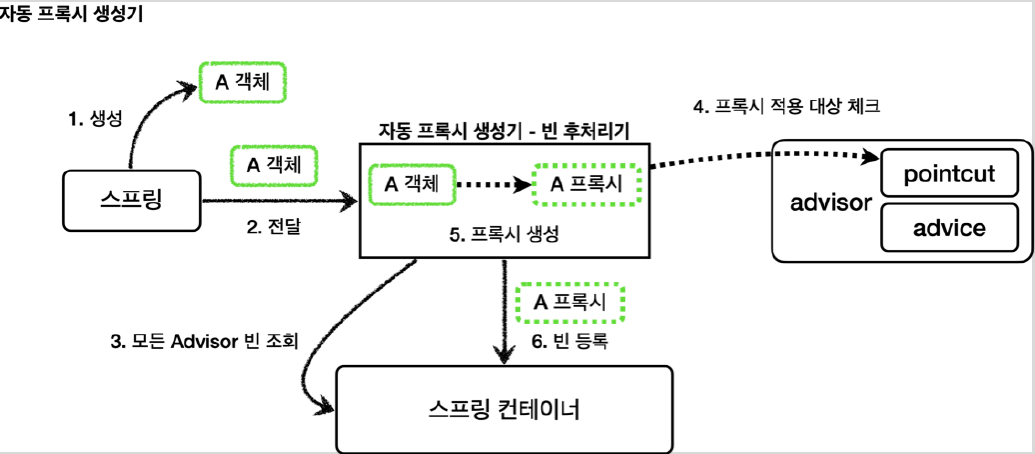 자동 프록시 생성기
A 객체
1. 생성
4. 프록시 적용 대상 체크
자동 프록시 생성기 - 빈 후처리기
A 객체
스프링
2. 전달
A 객체
A 프록시
5. 프록시 생성
advisor
pointcut
advice
3. 모든 Advisor 빈 조회
A 프록시
6. 빈 등록
스프링 컨테이너